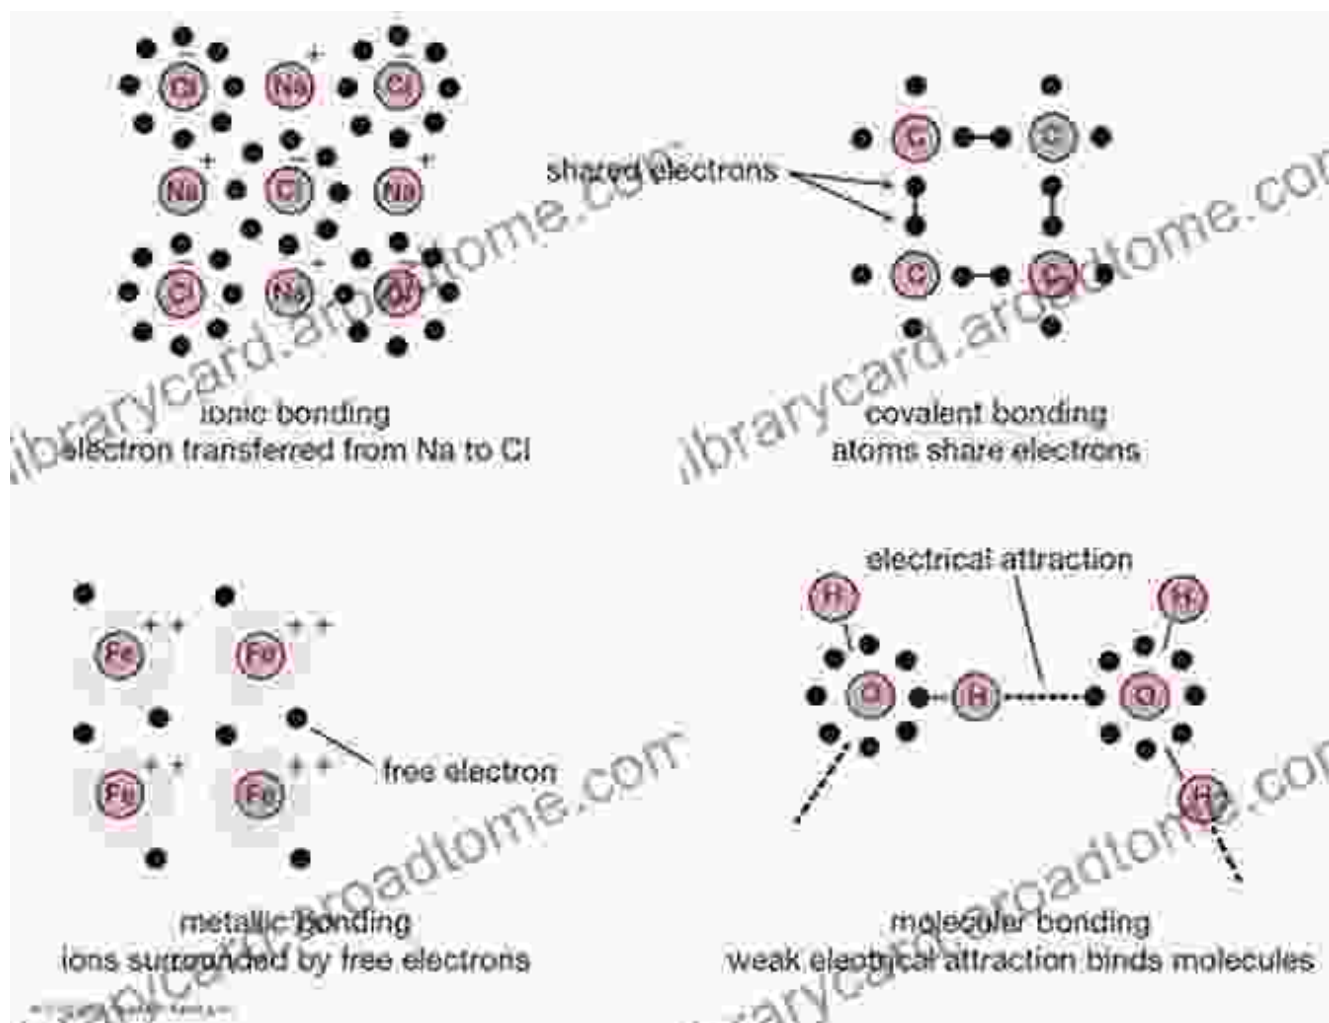 Cl − Na + Cl −
Na + Cl − Na +
Cl − Na + Cl
ionic bonding
electron transferred from Na to Cl
shared electrons
C C
C C
covalent bonding
atoms share electrons
Fe ++ Fe ++
Fe ++ Fe ++
free electron
metallic bonding
ions surrounded by free electrons
electrical attraction
H H
O H O
H
molecular bonding
weak electrical attraction binds molecules
librarycard.aroadtome.com
librarycard.aroadtome.com
librarycard.aroadtome.com
librarycard.aroadtome.com